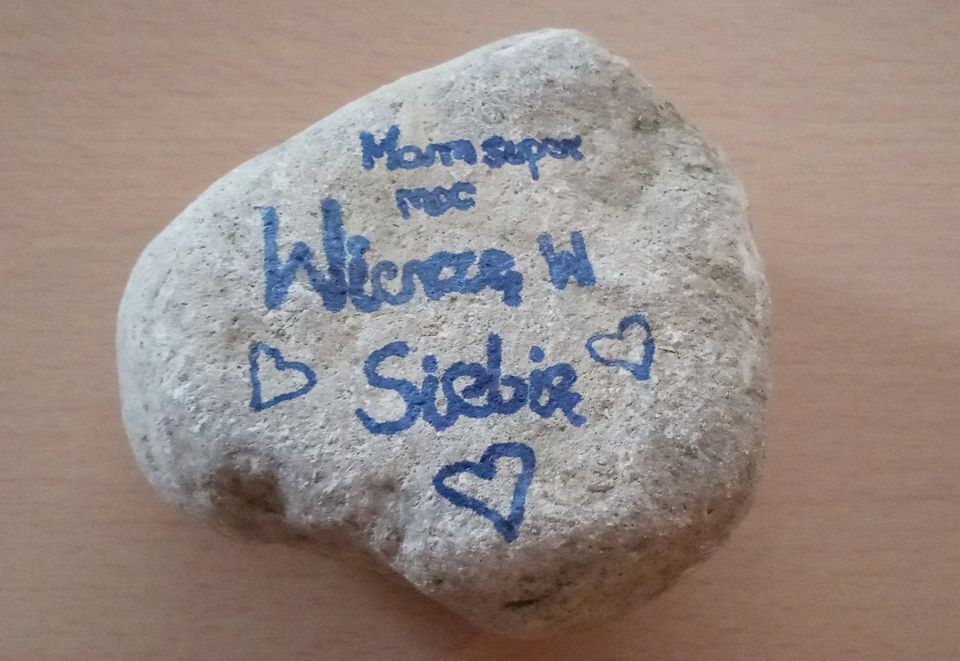 Mam super
moc
Wierzę W
Siebie